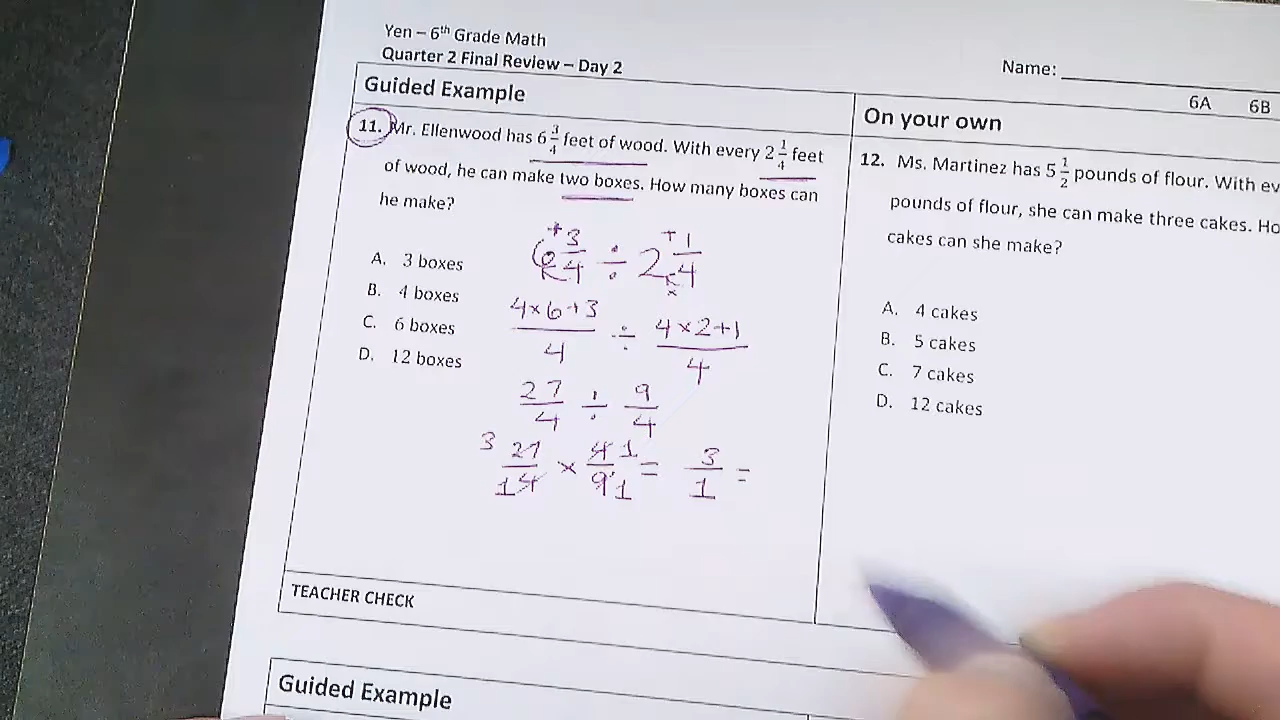 Yen – 6th Grade Math
Quarter 2 Final Review – Day 2
Name:
6A 6B
Guided Example
On your own
11. Mr. Ellenwood has 6 3/4 feet of wood. With every 2 1/4 feet
of wood, he can make two boxes. How many boxes can
he make?
A. 3 boxes
B. 4 boxes
C. 6 boxes
D. 12 boxes
6 + 3/4 ÷ 2 + 1/4
×
4×6+3/4 ÷ 4×2+1/4
27/4 ÷ 9/4
3 27/1 4 × 4 1/9 1 = 3/1 =
TEACHER CHECK
12. Ms. Martinez has 5 1/2 pounds of flour. With
pounds of flour, she can make three cakes.
cakes can she make?
A. 4 cakes
B. 5 cakes
C. 7 cakes
D. 12 cakes
Guided Example